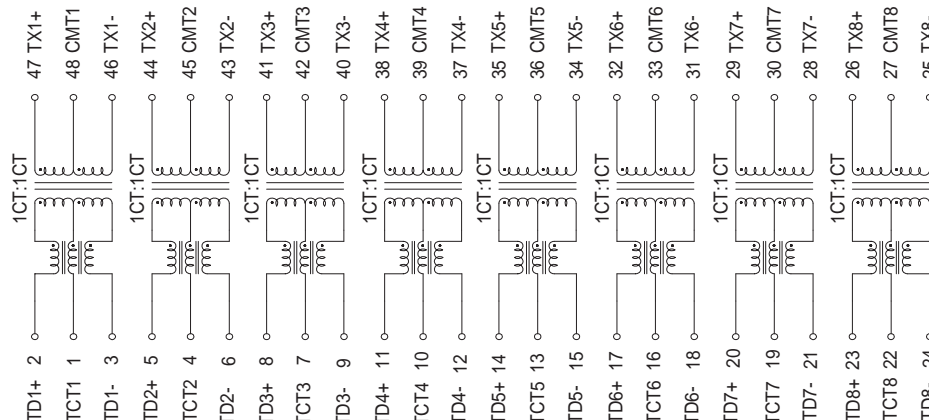 47 TX1+
48 CMT1
46 TX1-
44 TX2+
45 CMT2
43 TX2-
41 TX3+
42 CMT3
40 TX3-
38 TX4+
39 CMT4
37 TX4-
35 TX5+
36 CMT5
34 TX5-
32 TX6+
33 CMT6
31 TX6-
29 TX7+
30 CMT7
28 TX7-
26 TX8+
27 CMT8
25 TX8-
1CT:1CT
1CT:1CT
1CT:1CT
1CT:1CT
1CT:1CT
1CT:1CT
1CT:1CT
1CT:1CT
TD1+ 2
TCT1 1
TD1- 3
TD2+ 5
TCT2 4
TD2- 6
TD3+ 8
TCT3 7
TD3- 9
TD4+ 11
TCT4 10
TD4- 12
TD5+ 14
TCT5 13
TD5- 15
TD6+ 17
TCT6 16
TD6- 18
TD7+ 20
TCT7 19
TD7- 21
TD8+ 23
TCT8 22
TD8- 24